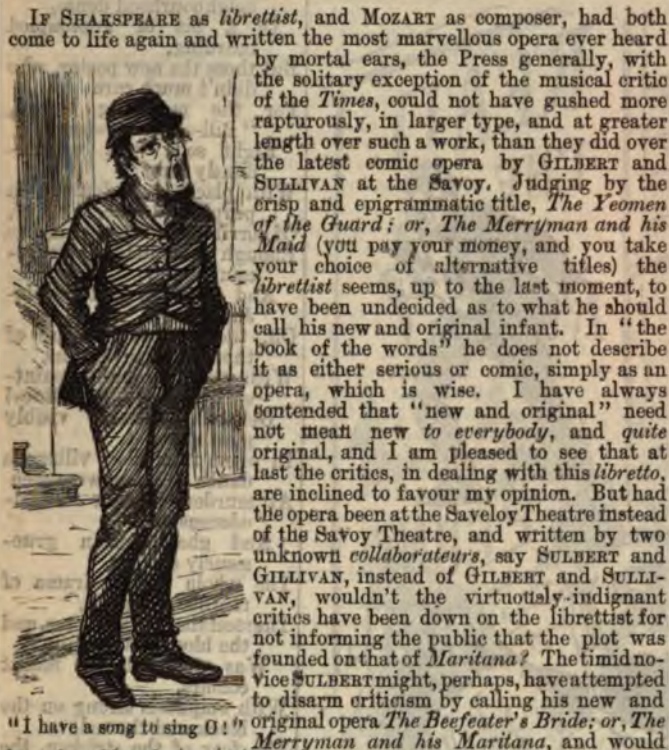 IF SHAKSPEARE as librettist, and MOZART as composer, had both
come to life again and written the most marvellous opera ever heard
by mortal ears, the Press generally, with
the solitary exception of the musical critic
of the Times, could not have gushed more
rapturously, in larger type, and at greater
length over such a work, than they did over
the latest comic opera by GILBERT and
SULLIVAN at the Savoy. Judging by the
crisp and epigrammatic title, The Yeomen
of the Guard; or, The Merryman and his
Maid (you pay your money, and you take
your choice of alternative titles) the
librettist seems, up to the last moment, to
have been undecided as to what he should
call his new and original infant. In "the
book of the words" he does not describe
it as either serious or comic, simply as an
opera, which is wise. I have always
contended that "new and original" need
not mean new to everybody, and quite
original, and I am pleased to see that at
last the critics, in dealing with this libretto,
are inclined to favour my opinion. But had
the opera been at the Saveloy Theatre instead
of the Savoy Theatre, and written by two
unknown collaborateurs, say SULBERT and
GILLIVAN, instead of GILBERT and SULLI-
VAN, wouldn't the virtuously-indignant
critics have been down on the librettist for
not informing the public that the plot was
founded on that of Maritana? The timid no-
vice SULBERT might, perhaps, have attempted
to disarm criticism by calling his new and
original opera The Beefeater's Bride; or, The
Merryman and his Maritana, and would
"I have a song to sing O!"